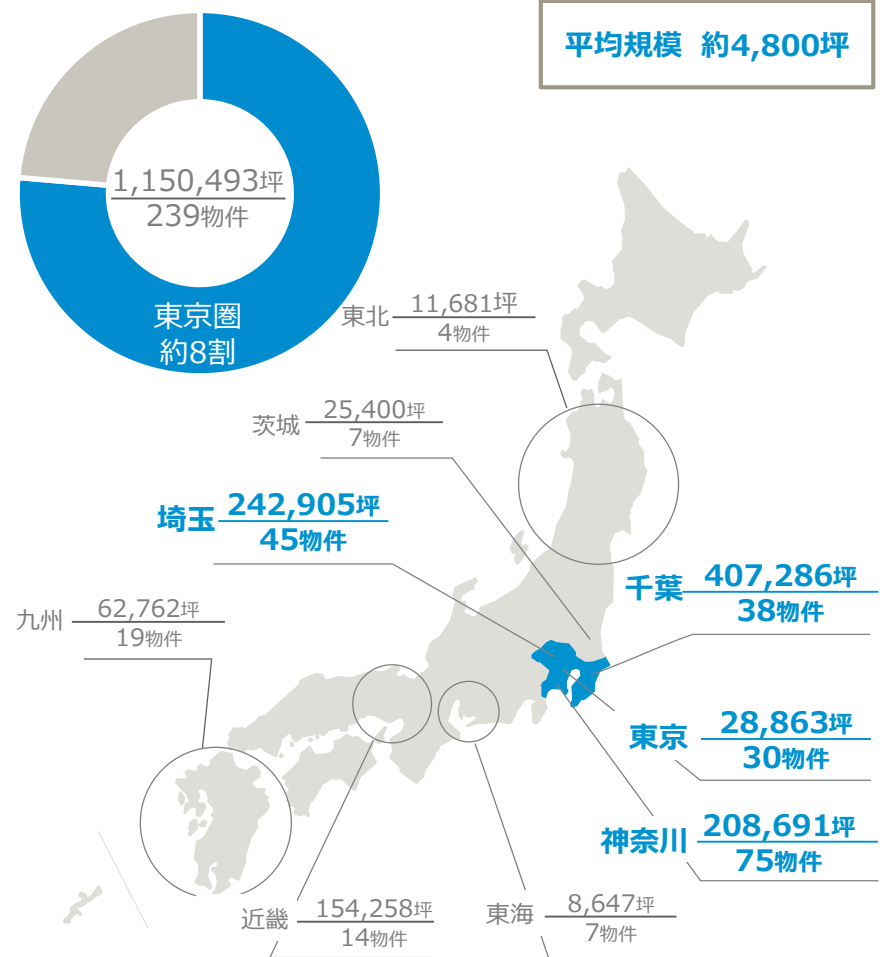 平均規模 約4,800坪
1,150,493坪
239物件
東京圏
約8割
東北 11,681坪
4物件
茨城 25,400坪
7物件
埼玉 242,905坪
45物件
千葉 407,286坪
38物件
九州 62,762坪
19物件
東京 28,863坪
30物件
神奈川 208,691坪
75物件
近畿 154,258坪
14物件
東海 8,647坪
7物件